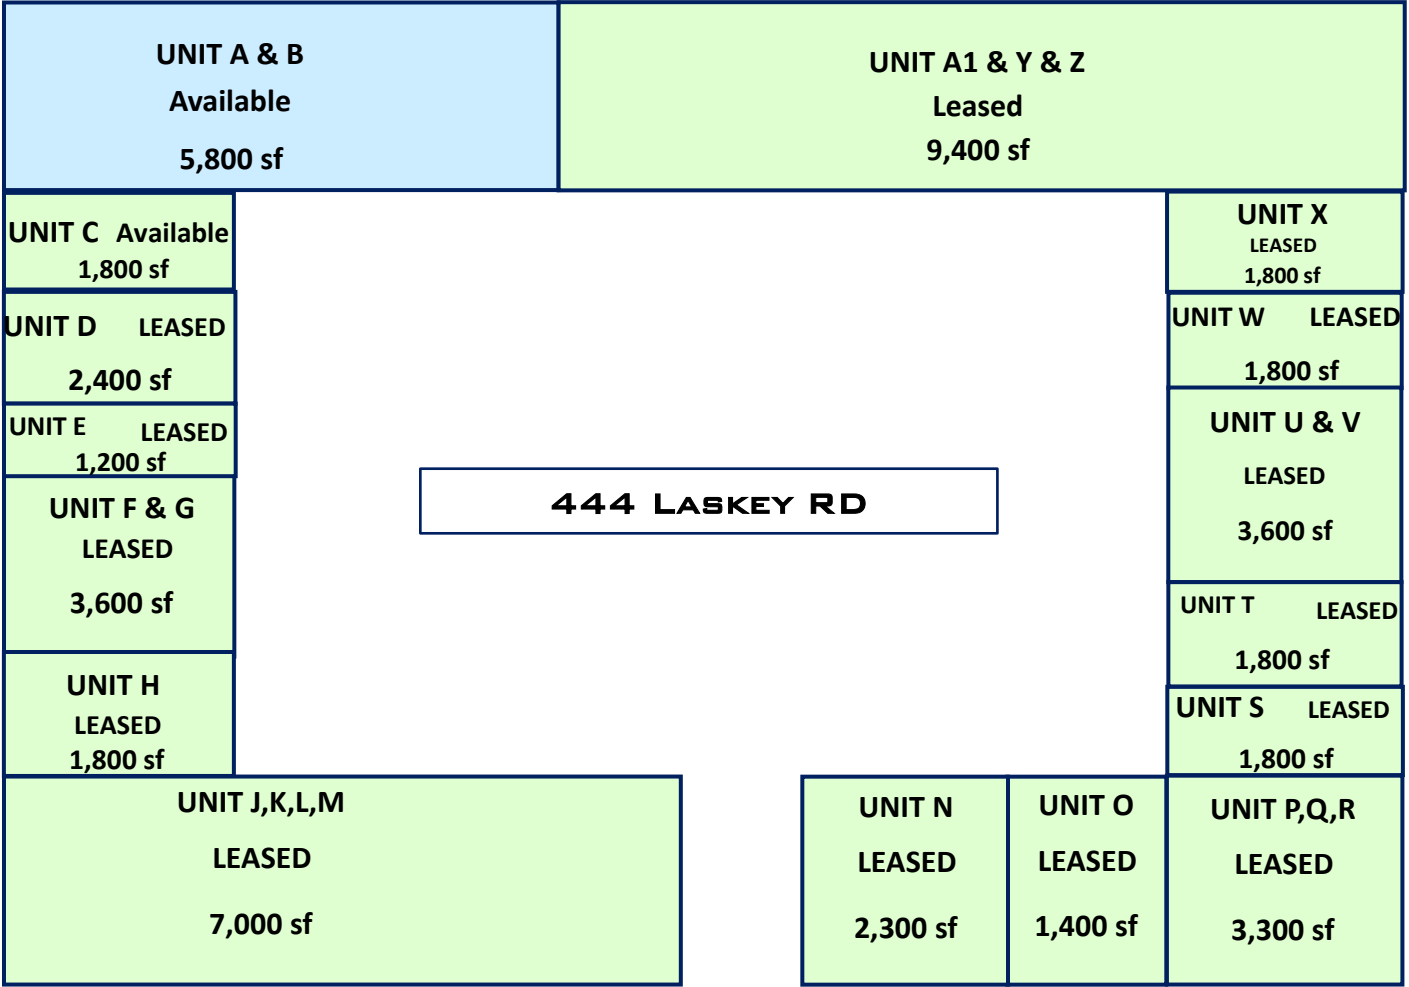 UNIT A & B
Available
5,800 sf
UNIT A1 & Y & Z
Leased
9,400 sf
UNIT C Available
1,800 sf
UNIT D LEASED
2,400 sf
UNIT E LEASED
1,200 sf
UNIT F & G
LEASED
3,600 sf
UNIT H
LEASED
1,800 sf
444 LASKEY RD
UNIT X
LEASED
1,800 sf
UNIT W LEASED
1,800 sf
UNIT U & V
LEASED
3,600 sf
UNIT T LEASED
1,800 sf
UNIT S LEASED
1,800 sf
UNIT J,K,L,M
LEASED
7,000 sf
UNIT N
LEASED
2,300 sf
UNIT O
LEASED
1,400 sf
UNIT P,Q,R
LEASED
3,300 sf